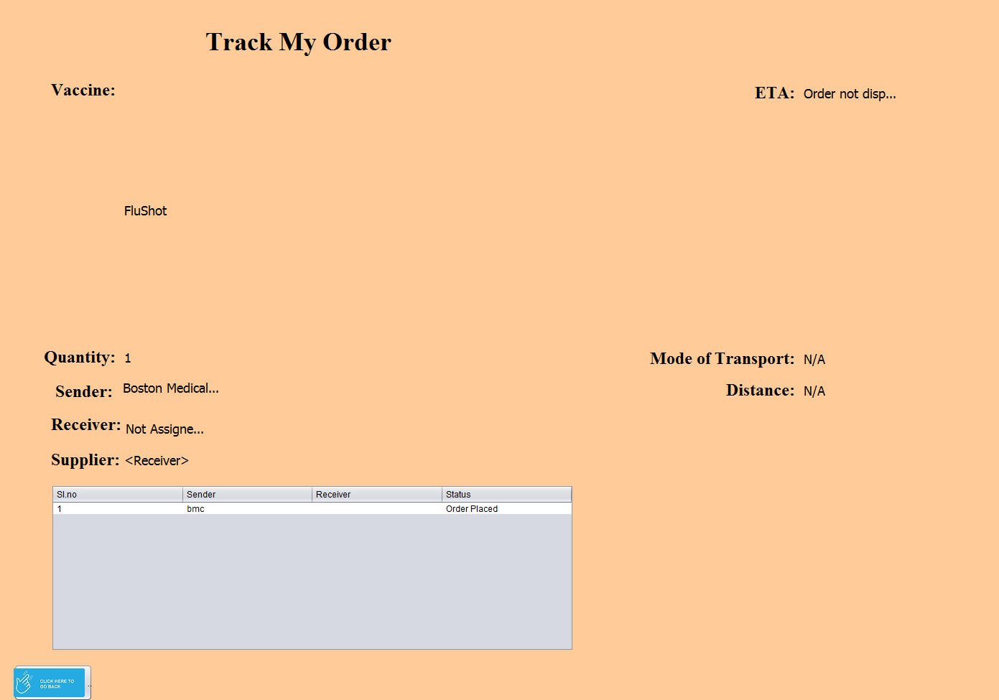 Track My Order
Vaccine:
ETA: Order not disp...
FluShot
Quantity: 1
Mode of Transport: N/A
Sender: Boston Medical...
Distance: N/A
Receiver: Not Assigne...
Supplier: <Receiver>
Sl.no Sender Receiver Status
1 bmc Order Placed
CLICK HERE TO
GO BACK
...